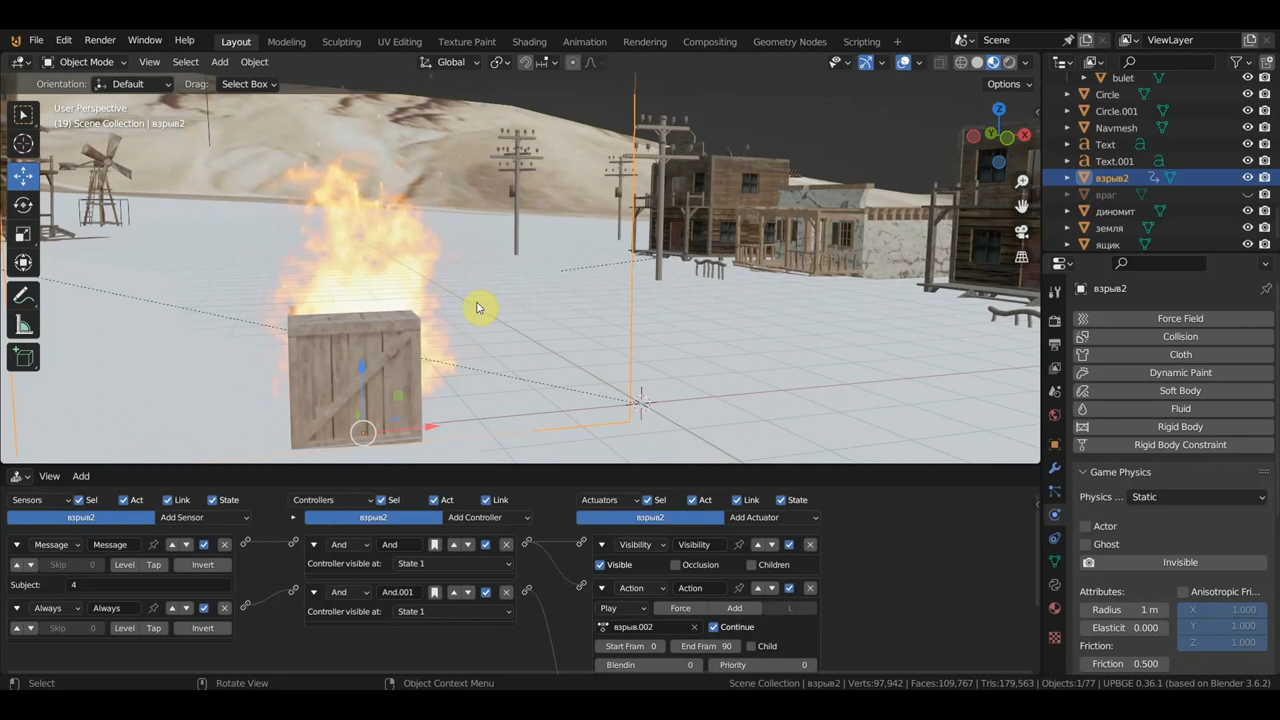 File Edit Render Window Help Layout Modeling Sculpting UV Editing Texture Paint Shading Animation Rendering Compositing Geometry Nodes Scripting + Scene ViewLayer
Object Mode View Select Add Object Global
Orientation: Default Drag: Select Box Options
User Perspective
(19) Scene Collection | взрыв2
Z
Y
X
bulet
Circle
Circle.001
Navmesh
Text
Text.001
взрыв2
враг
диномит
земля
ящик
взрыв2
Force Field
Collision
Cloth
Dynamic Paint
Soft Body
Fluid
Rigid Body
Rigid Body Constraint
Game Physics
Physics ... Static
Actor
Ghost
Invisible
Attributes: Anisotropic Fri...
Radius 1 m X 1.000
Elasticit 0.000 Y 1.000
Friction: Z 1.000
Friction 0.500
View Add
Sensors Sel Act Link State Controllers Sel Act Link Actuators Sel Act Link State
взрыв2 Add Sensor взрыв2 Add Controller взрыв2 Add Actuator
Message Message And And Visibility Visibility
Skip 0 Level Tap Invert Controller visible at: State 1 Visible Occlusion Children
Subject: 4 And And.001 Action Action
Always Always Controller visible at: State 1 Play Force Add L
Skip 0 Level Tap Invert взрыв.002 Continue
Start Fram 0 End Fram 90 Child
Blendin 0 Priority 0
Select Rotate View Object Context Menu Scene Collection | взрыв2 | Verts:97,942 | Faces:109,767 | Tris:179,563 | Objects:1/77 | UPBGE 0.36.1 (based on Blender 3.6.2)